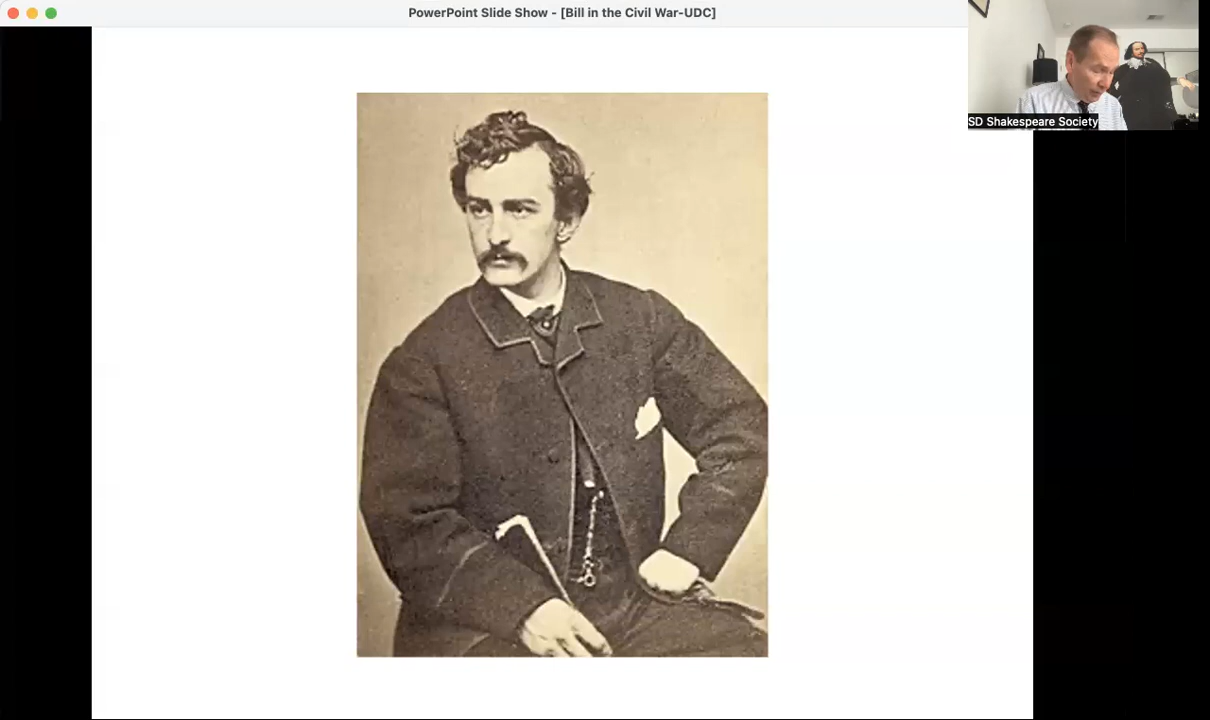 PowerPoint Slide Show - [Bill in the Civil War-UDC]
SD Shakespeare Society